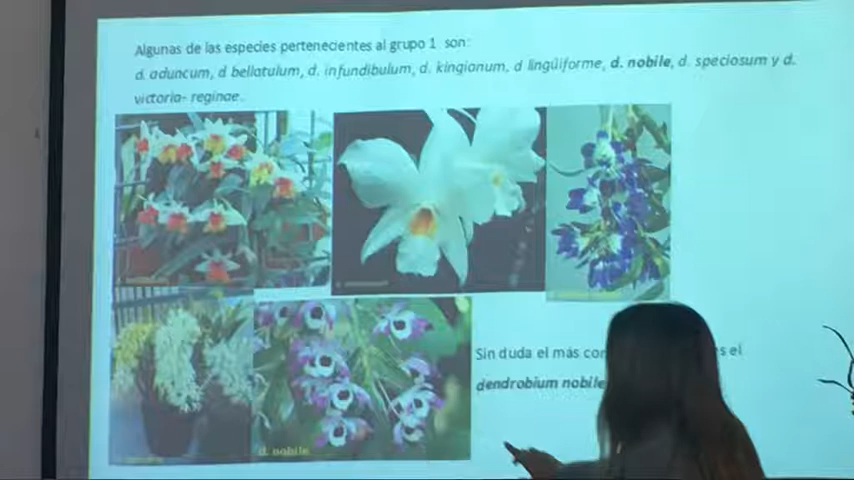 Algunas de las especies pertenecientes al grupo 1 son:
d. aduncum, d bellatulum, d. infundibulum, d. kingianum, d lingüiforme, d. nobile, d. speciosum y d.
victoria- reginae.
d. nobile
Sin duda el más co s el
dendrobium nobile